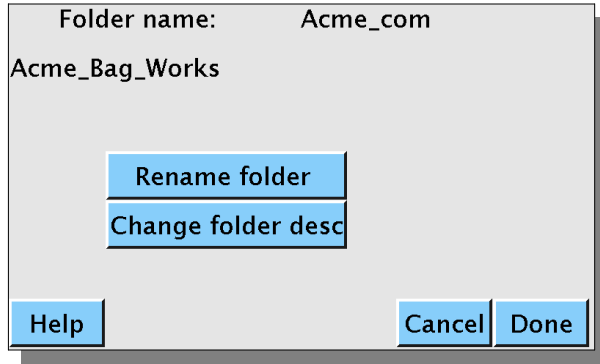 Folder name: Acme_com
Acme_Bag_Works
Rename folder
Change folder desc
Help Cancel Done